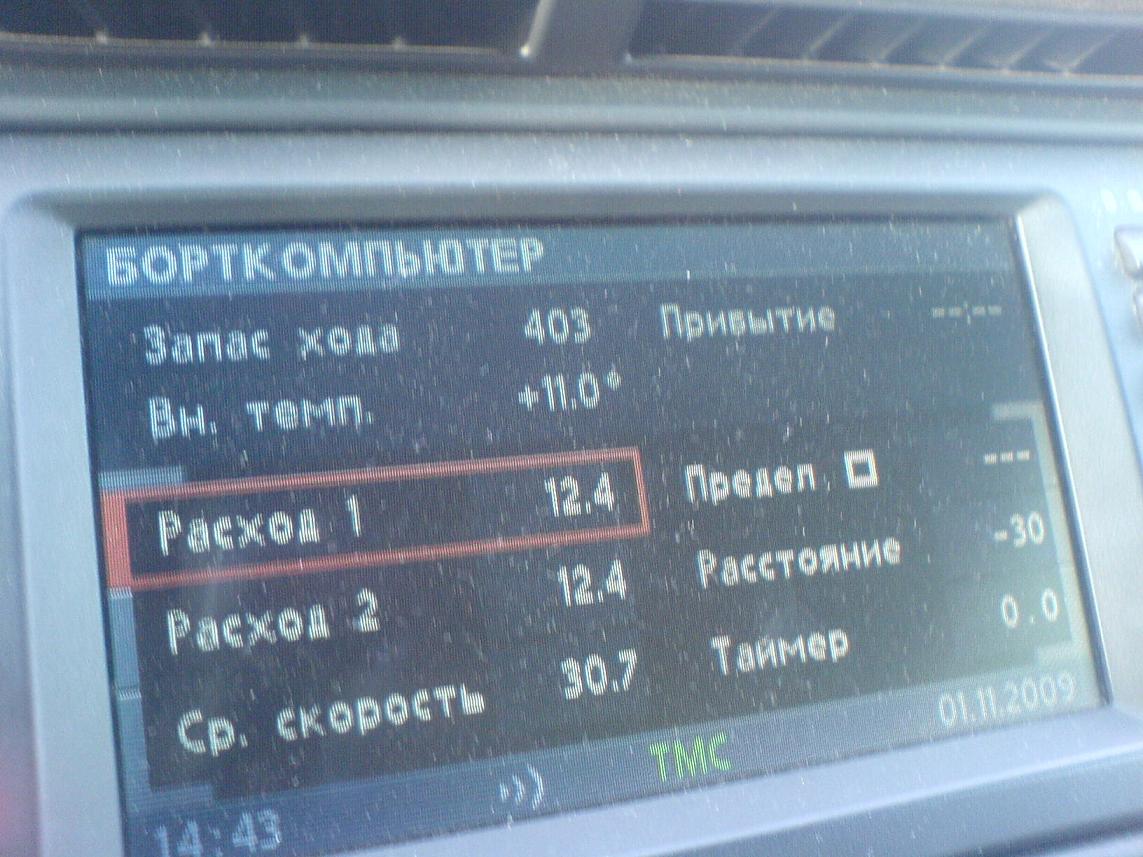 БОРТКОМПЬЮТЕР
Запас хода 403 Привытие --:--
Вн. темп. +11.0°
Расход 1 12.4 Предел ---
Расход 2 12.4 Расстояние -30
Ср. скорость 30.7 Таймер 0.0
01.11.2009
14:43 TMC